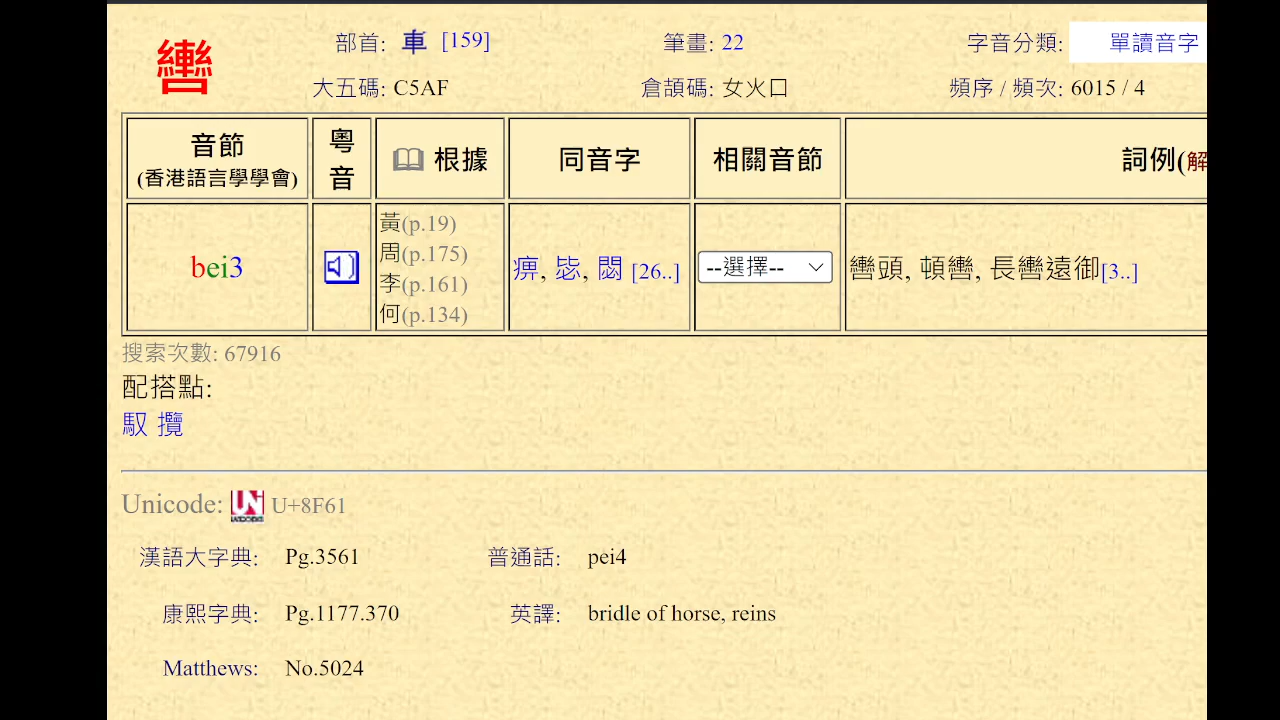 轡
部首: 車 [159] 筆畫: 22 字音分類: 單讀音字
大五碼: C5AF 倉頡碼: 女火口 頻序 / 頻次: 6015 / 4
音節 粵 根據 同音字 相關音節 詞例(解
(香港語言學學會) 音
bei3
黃(p.19)
周(p.175)
李(p.161)
何(p.134)
痹, 毖, 閟 [26..]
--選擇--
轡頭, 頓轡, 長轡遠御[3..]
搜索次數: 67916
配搭點:
馭 攬
Unicode: U+8F61
漢語大字典: Pg.3561 普通話: pei4
康熙字典: Pg.1177.370 英譯: bridle of horse, reins
Matthews: No.5024